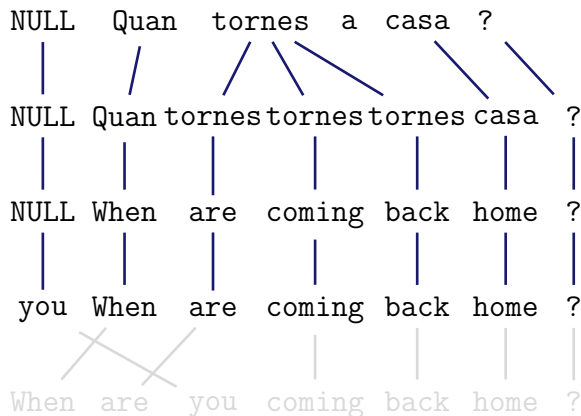 NULL Quan tornes a casa ?
NULL Quan tornes tornes tornes casa ?
NULL When are coming back home ?
you When are coming back home ?
When are you coming back home ?